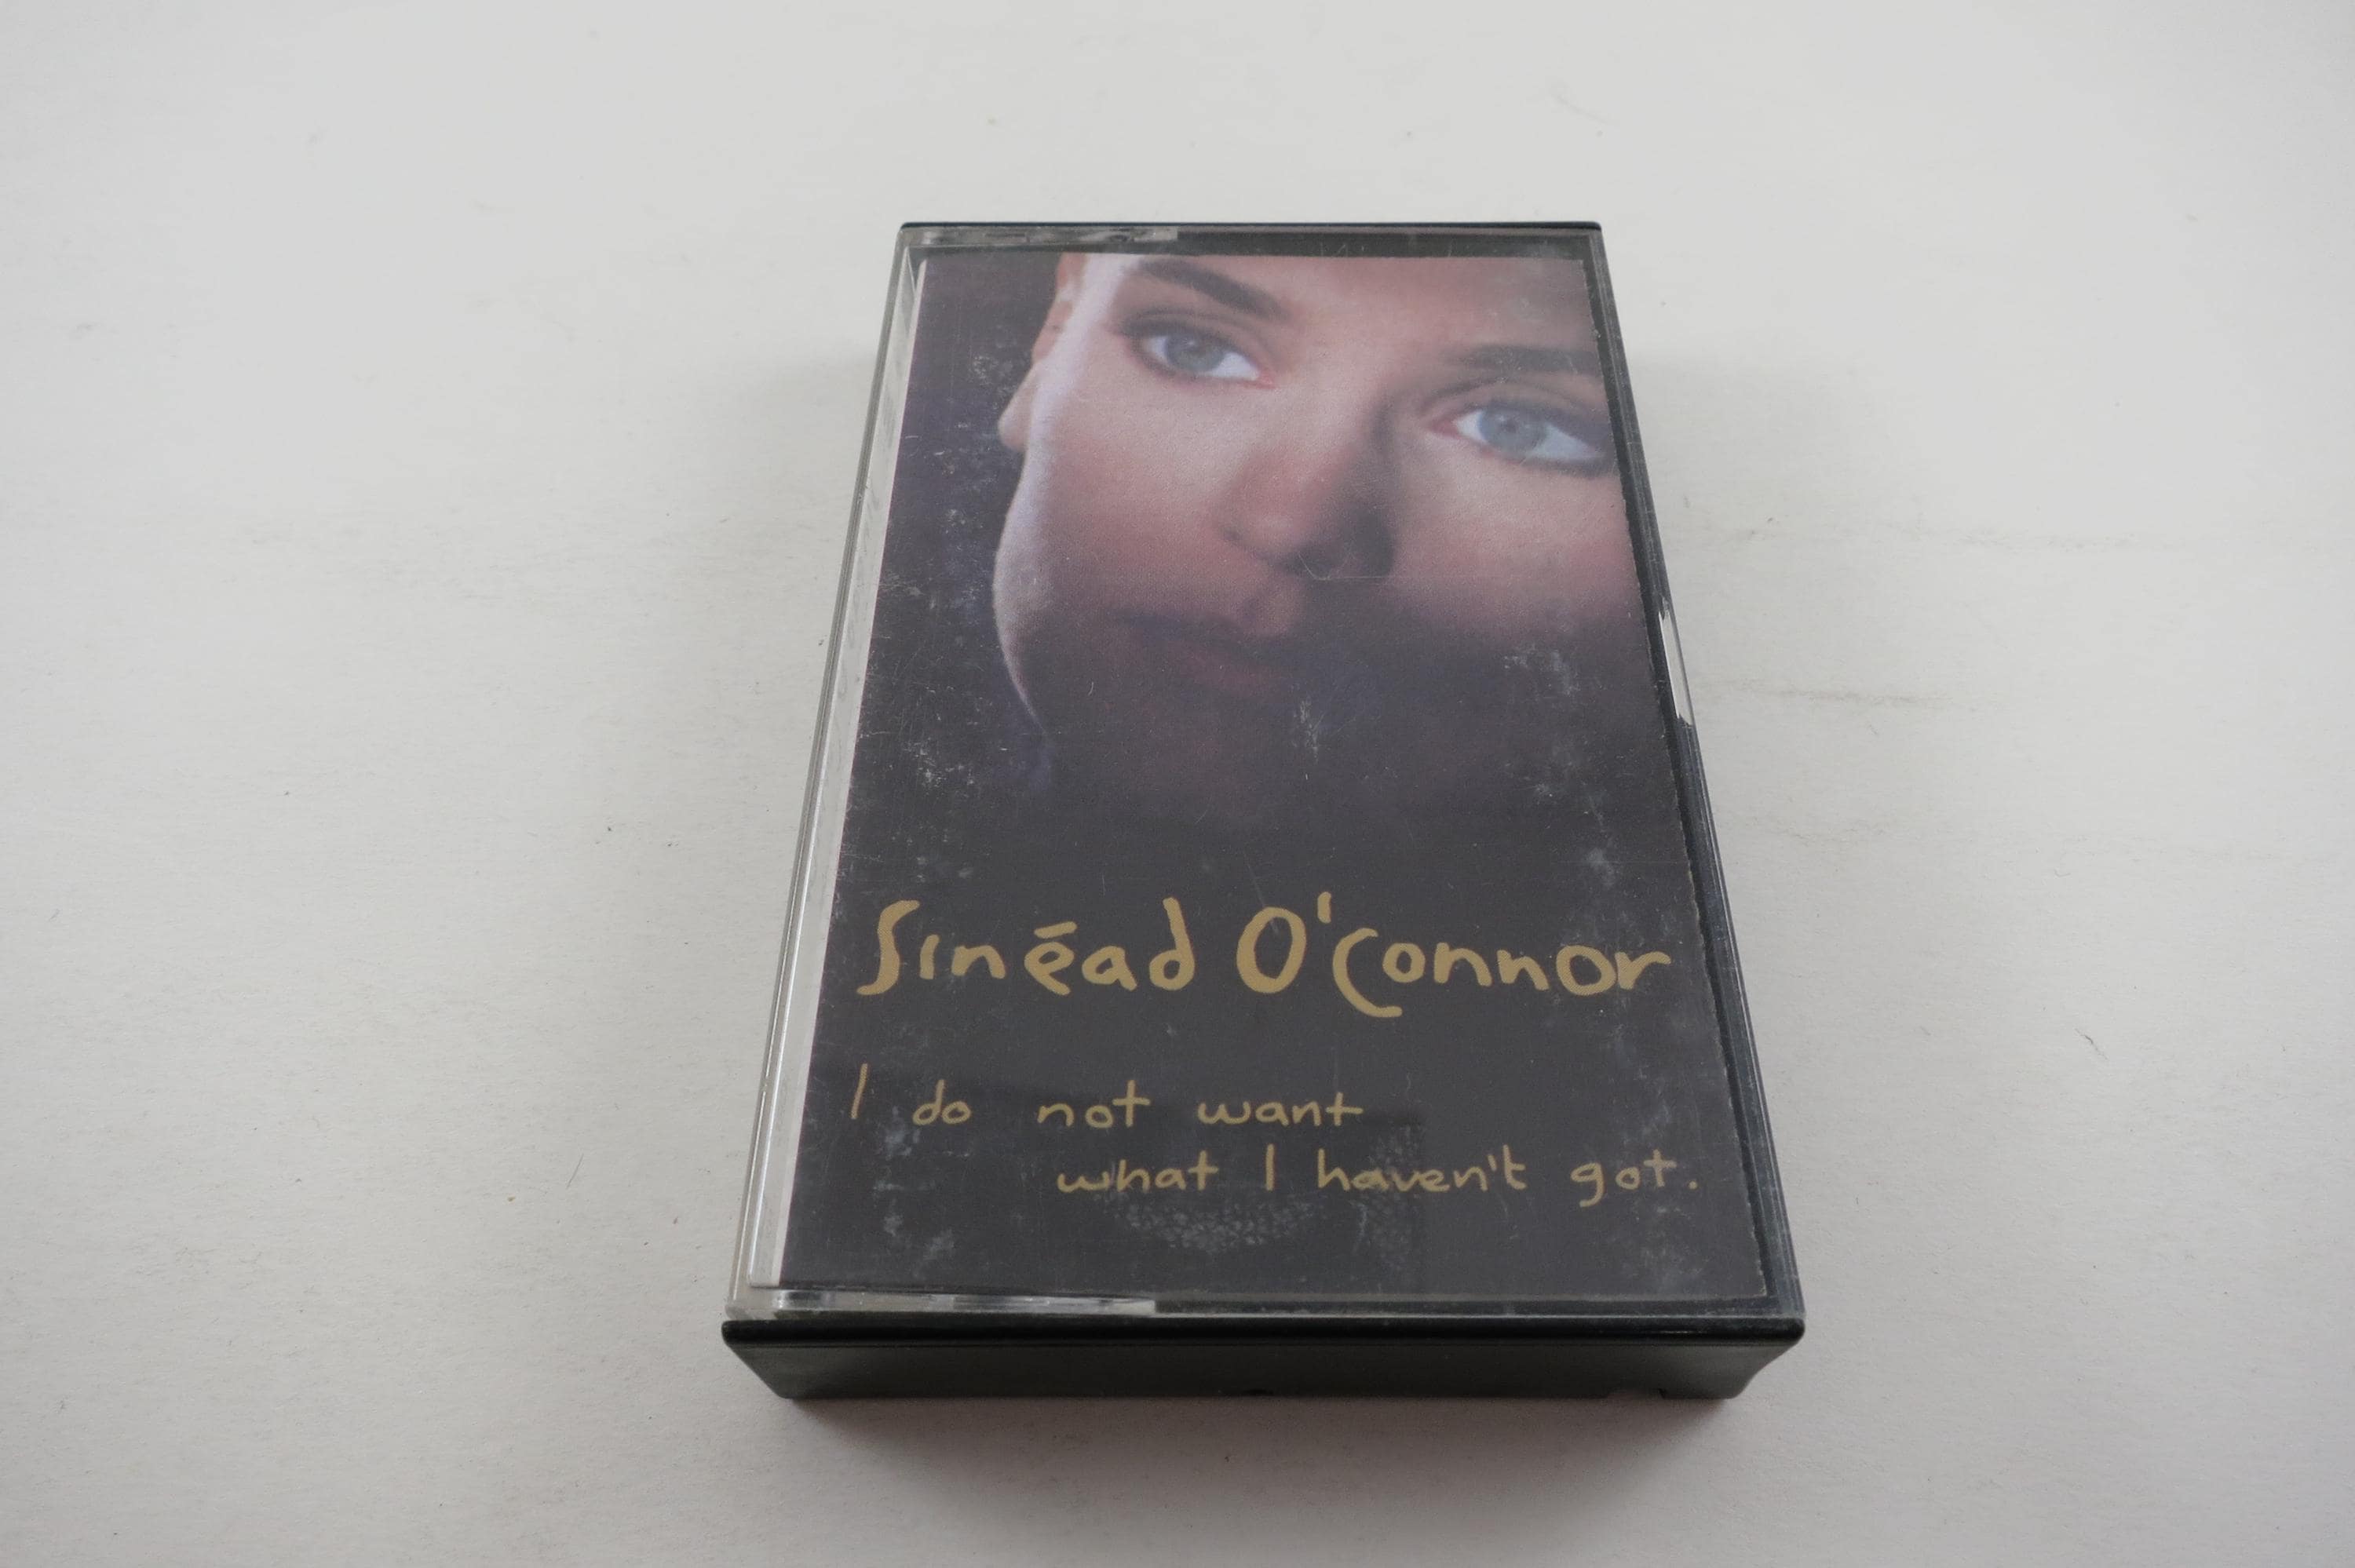 Sinéad O'Connor
I do not want
what I haven't got.